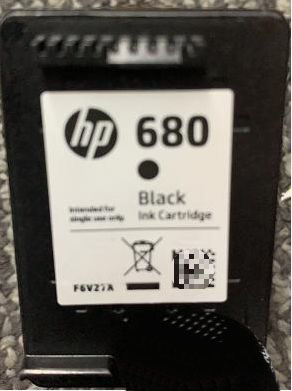 hp 680
Black
Ink Cartridge
Intended for
single use only.
F6V27A